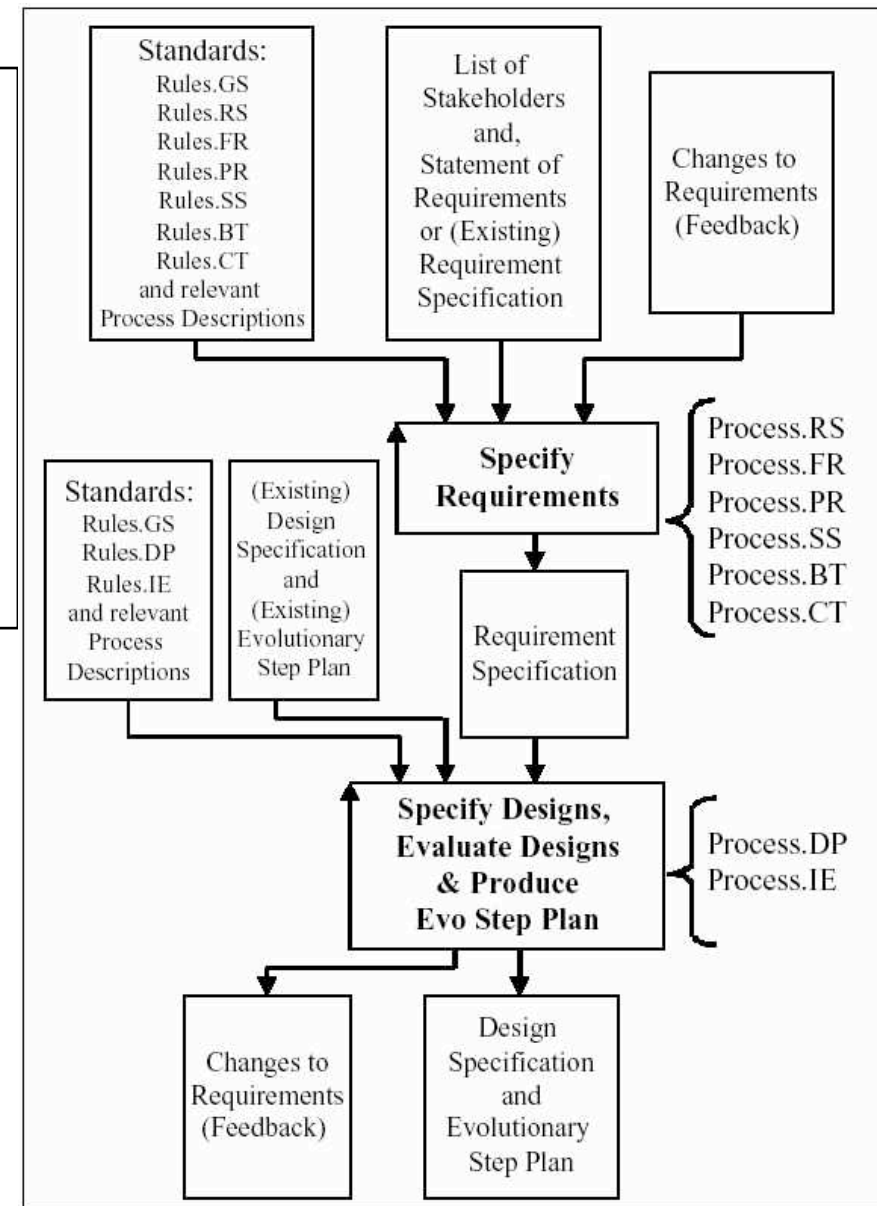 Standards:
Rules.GS
Rules.RS
Rules.FR
Rules.PR
Rules.SS
Rules.BT
Rules.CT
and relevant
Process Descriptions
List of
Stakeholders
and,
Statement of
Requirements
or (Existing)
Requirement
Specification
Changes to
Requirements
(Feedback)
Specify
Requirements
Process.RS
Process.FR
Process.PR
Process.SS
Process.BT
Process.CT
Standards:
Rules.GS
Rules.DP
Rules.IE
and relevant
Process
Descriptions
(Existing)
Design
Specification
and
(Existing)
Evolutionary
Step Plan
Requirement
Specification
Specify Designs,
Evaluate Designs
& Produce
Evo Step Plan
Process.DP
Process.IE
Changes to
Requirements
(Feedback)
Design
Specification
and
Evolutionary
Step Plan